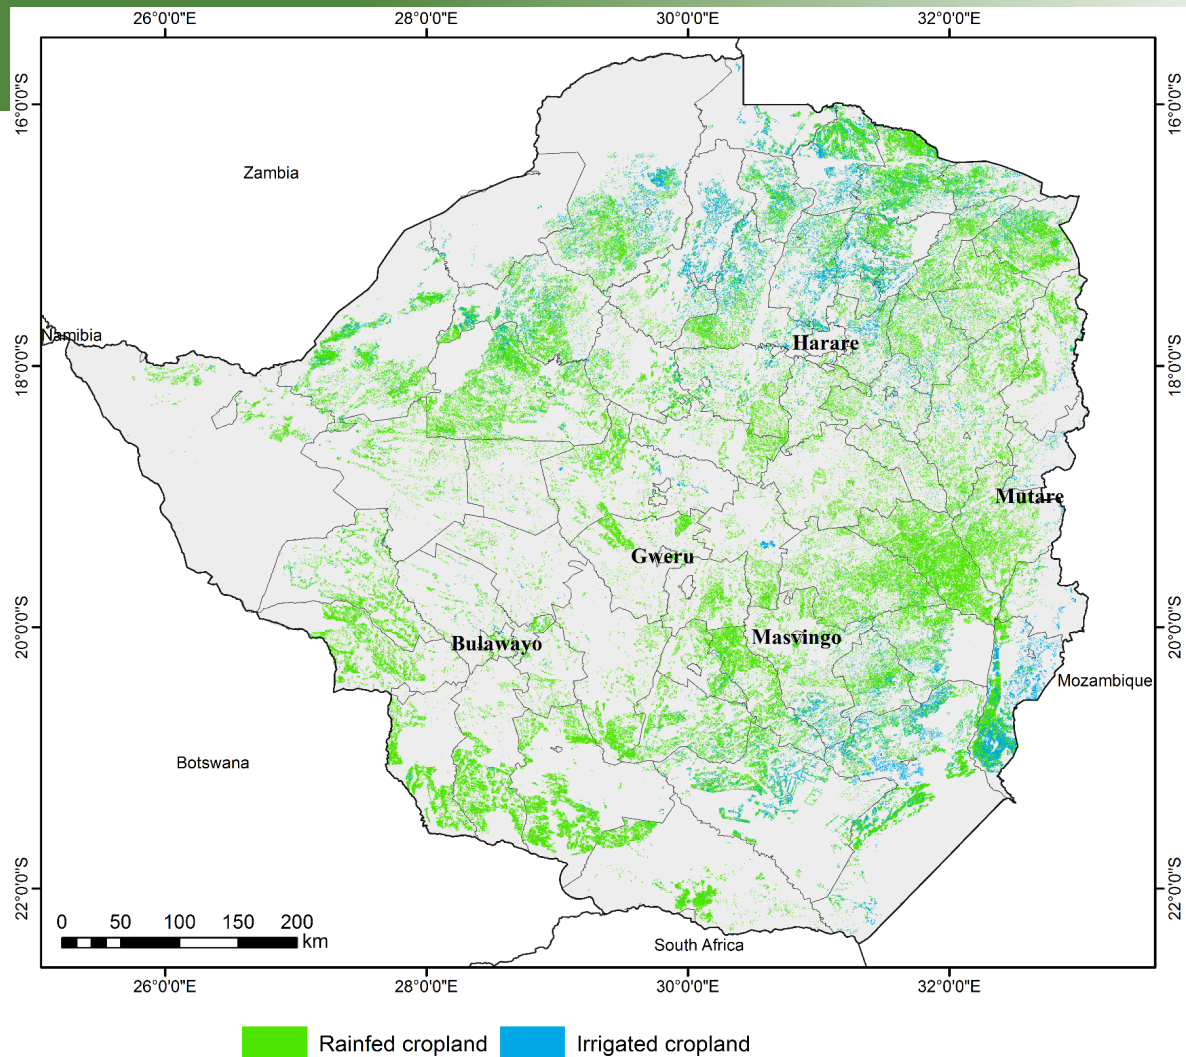 26°0'0"E 28°0'0"E 30°0'0"E 32°0'0"E
16°0'0"S 16°0'0"S
Zambia
Namibia
Harare
18°0'0"S 18°0'0"S
Mutare
Gweru
20°0'0"S 20°0'0"S
Bulawayo Masvingo
Mozambique
Botswana
22°0'0"S 22°0'0"S
0 50 100 150 200
km
South Africa
26°0'0"E 28°0'0"E 30°0'0"E 32°0'0"E
Rainfed cropland Irrigated cropland